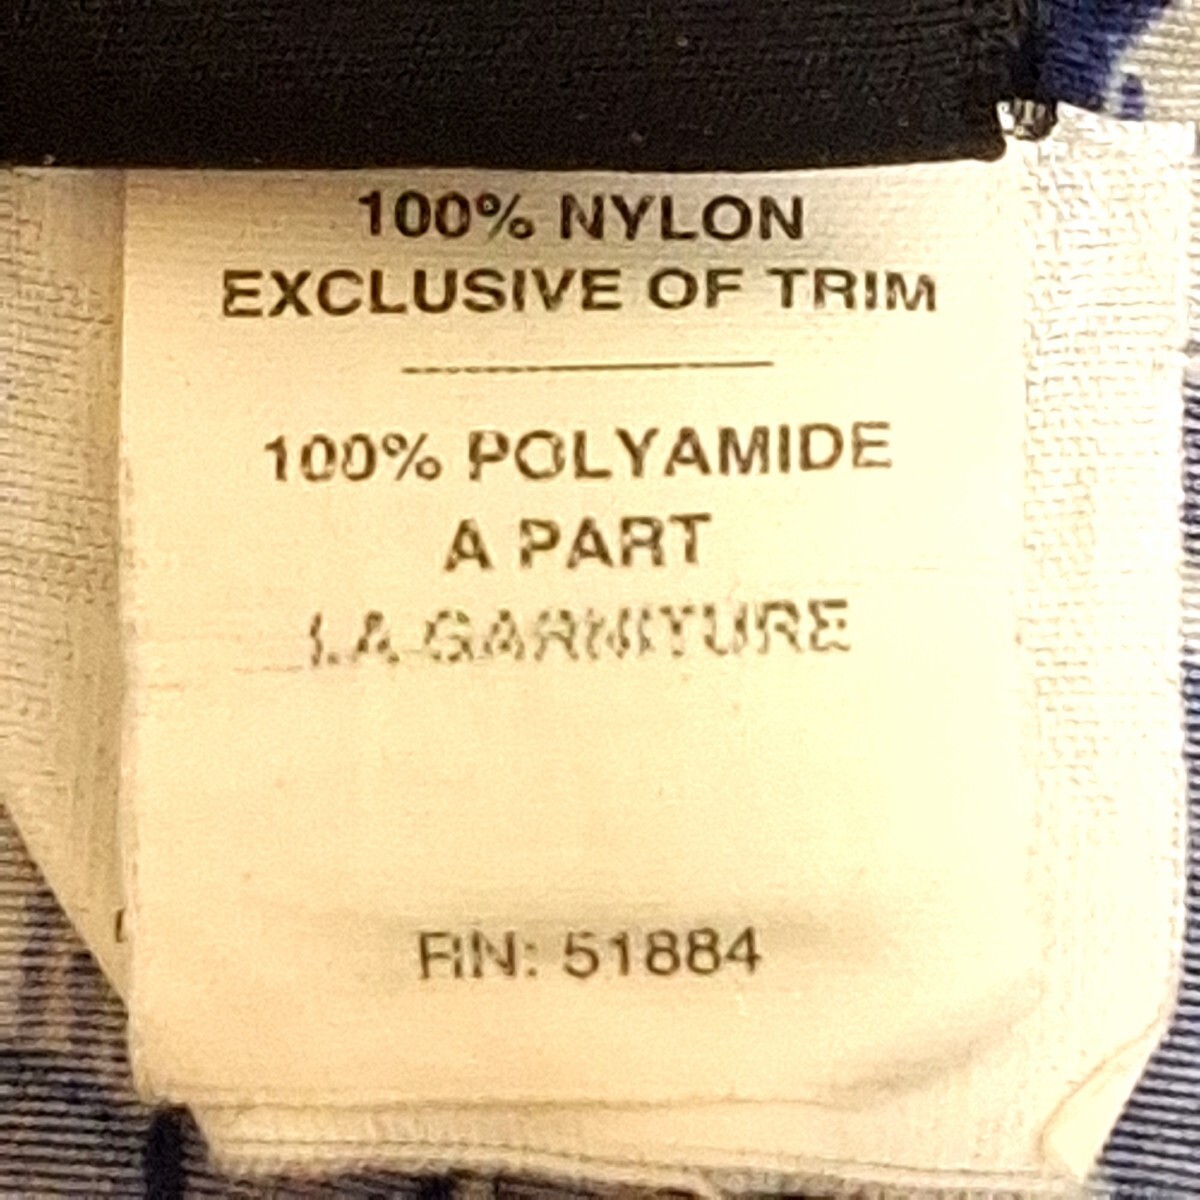 100% NYLON
EXCLUSIVE OF TRIM
100% POLYAMIDE
A PART
LA GARNITURE
RN: 51884